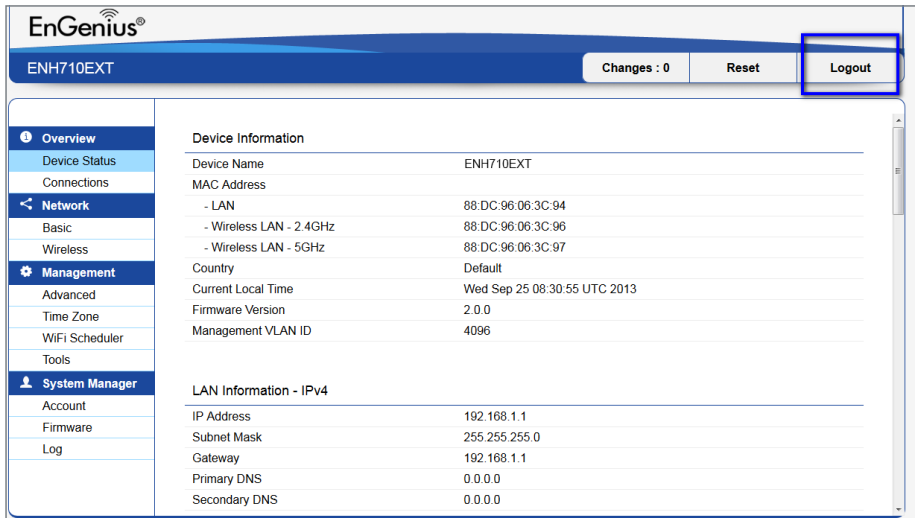 EnGenius®
ENH710EXT
Changes : 0 Reset Logout
Overview
Device Status
Connections
Network
Basic
Wireless
Management
Advanced
Time Zone
WiFi Scheduler
Tools
System Manager
Account
Firmware
Log
Device Information
Device Name ENH710EXT
MAC Address
- LAN 88:DC:96:06:3C:94
- Wireless LAN - 2.4GHz 88:DC:96:06:3C:96
- Wireless LAN - 5GHz 88:DC:96:06:3C:97
Country Default
Current Local Time Wed Sep 25 08:30:55 UTC 2013
Firmware Version 2.0.0
Management VLAN ID 4096
LAN Information - IPv4
IP Address 192.168.1.1
Subnet Mask 255.255.255.0
Gateway 192.168.1.1
Primary DNS 0.0.0.0
Secondary DNS 0.0.0.0